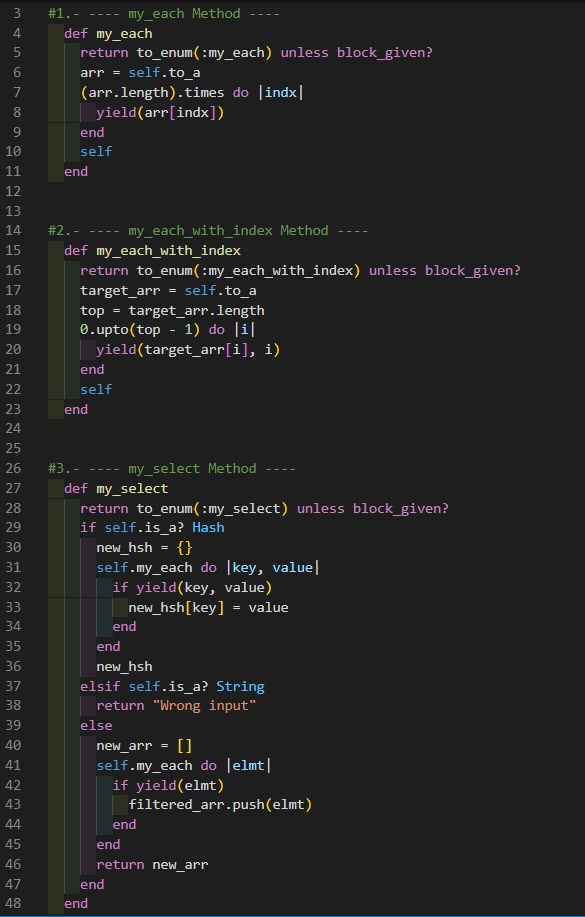 3 #1.- ---- my_each Method ----
4 def my_each
5 return to_enum(:my_each) unless block_given?
6 arr = self.to_a
7 (arr.length).times do |indx|
8 yield(arr[indx])
9 end
10 self
11 end
12
13
14 #2.- ---- my_each_with_index Method ----
15 def my_each_with_index
16 return to_enum(:my_each_with_index) unless block_given?
17 target_arr = self.to_a
18 top = target_arr.length
19 0.upto(top - 1) do |i|
20 yield(target_arr[i], i)
21 end
22 self
23 end
24
25
26 #3.- ---- my_select Method ----
27 def my_select
28 return to_enum(:my_select) unless block_given?
29 if self.is_a? Hash
30 new_hsh = {}
31 self.my_each do |key, value|
32 if yield(key, value)
33 new_hsh[key] = value
34 end
35 end
36 new_hsh
37 elsif self.is_a? String
38 return "Wrong input"
39 else
40 new_arr = []
41 self.my_each do |elmt|
42 if yield(elmt)
43 filtered_arr.push(elmt)
44 end
45 end
46 return new_arr
47 end
48 end